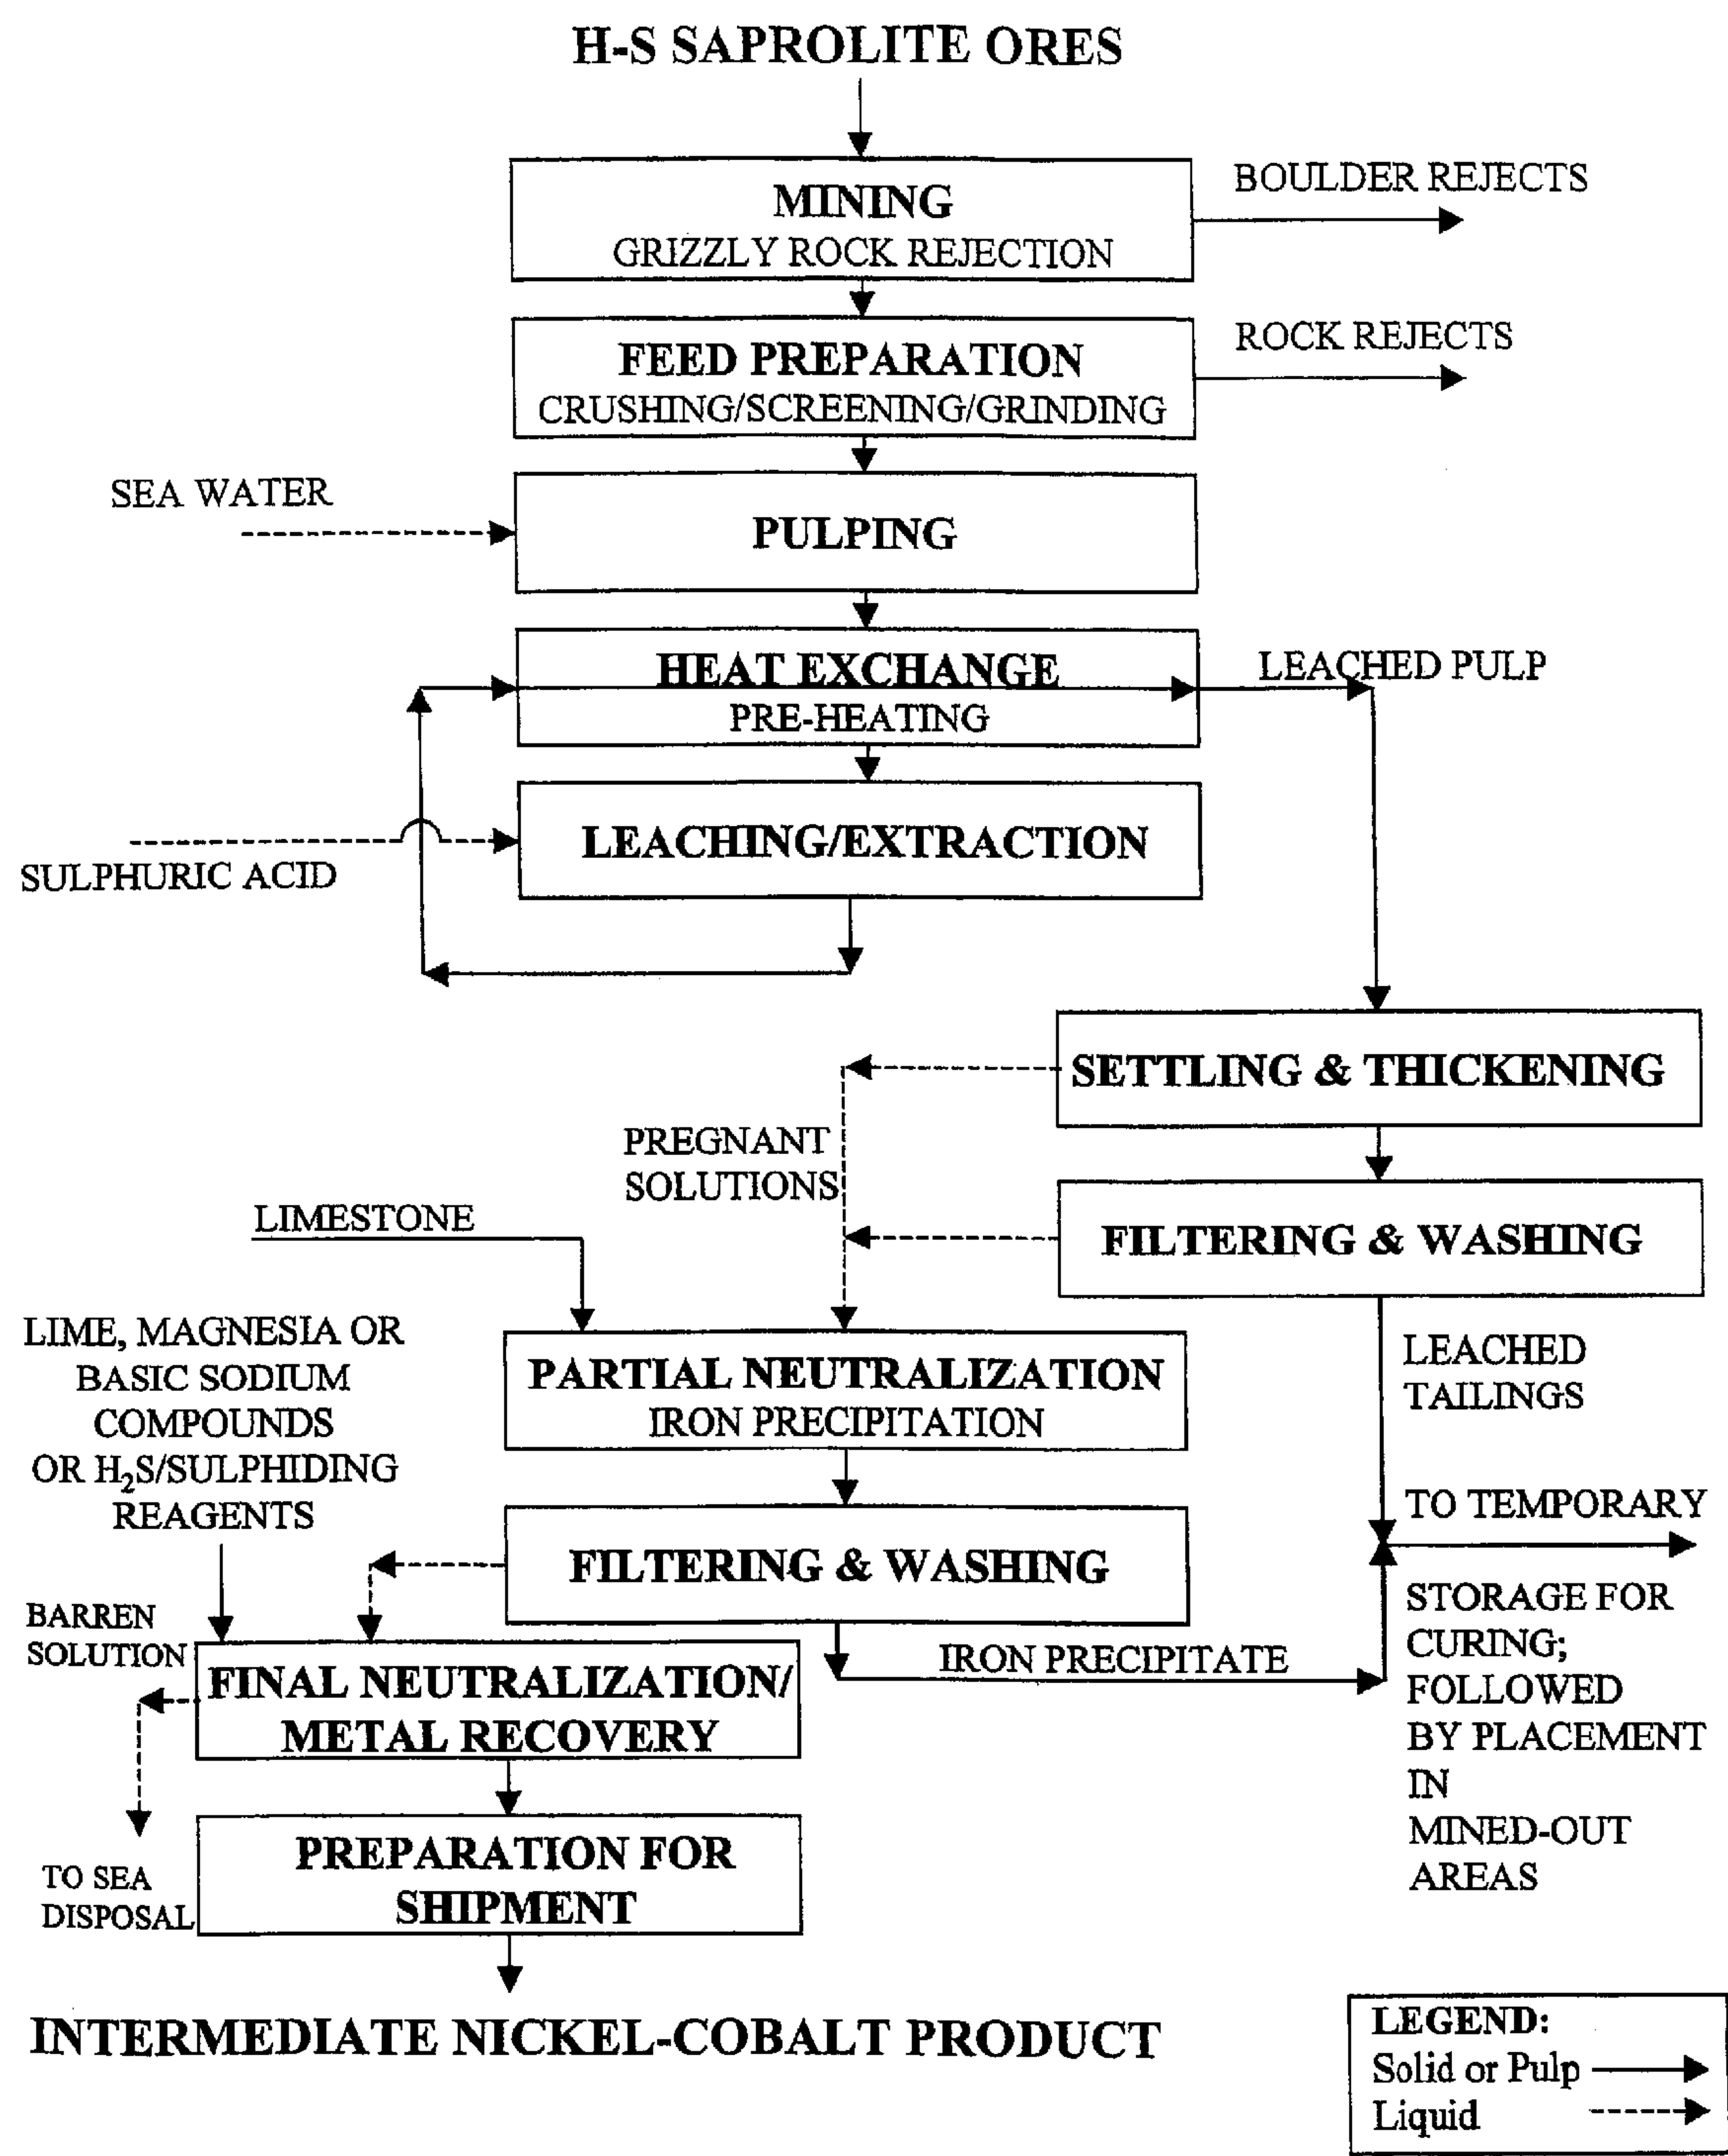 H-S SAPROLITE ORES
MINING
GRIZZLY ROCK REJECTION
BOULDER REJECTS
FEED PREPARATION
CRUSHING/SCREENING/GRINDING
ROCK REJECTS
SEA WATER
PULPING
HEAT EXCHANGE
PRE-HEATING
LEACHED PULP
LEACHING/EXTRACTION
SULPHURIC ACID
SETTLING & THICKENING
PREGNANT
SOLUTIONS
FILTERING & WASHING
LIMESTONE
LIME, MAGNESIA OR
BASIC SODIUM
COMPOUNDS
OR H₂S/SULPHIDING
REAGENTS
PARTIAL NEUTRALIZATION
IRON PRECIPITATION
LEACHED
TAILINGS
FILTERING & WASHING
TO TEMPORARY
STORAGE FOR
CURING;
FOLLOWED
BY PLACEMENT
IN
MINED-OUT
AREAS
BARREN
SOLUTION
IRON PRECIPITATE
FINAL NEUTRALIZATION/
METAL RECOVERY
TO SEA
DISPOSAL
PREPARATION FOR
SHIPMENT
INTERMEDIATE NICKEL-COBALT PRODUCT
LEGEND:
Solid or Pulp
Liquid